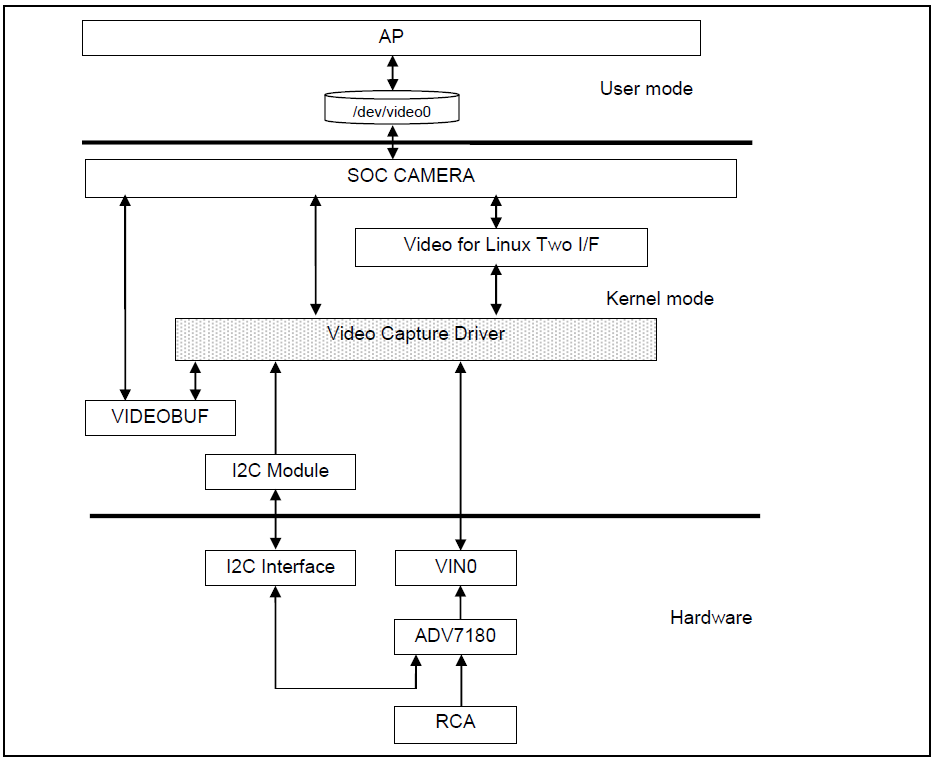 AP
User mode
/dev/video0
SOC CAMERA
Video for Linux Two I/F
Kernel mode
Video Capture Driver
VIDEOBUF
I2C Module
I2C Interface
VIN0
Hardware
ADV7180
RCA